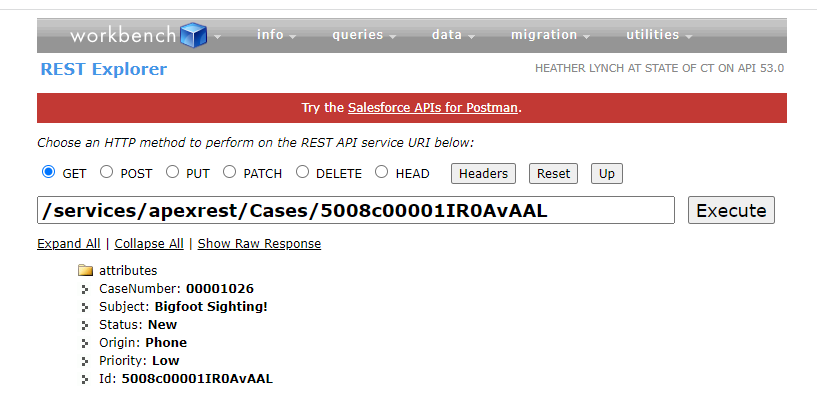 workbench info queries data migration utilities
REST Explorer HEATHER LYNCH AT STATE OF CT ON API 53.0
Try the Salesforce APIs for Postman.
Choose an HTTP method to perform on the REST API service URI below:
GET POST PUT PATCH DELETE HEAD Headers Reset Up
/services/apexrest/Cases/5008c00001IR0AvAAL Execute
Expand All | Collapse All | Show Raw Response
attributes
CaseNumber: 00001026
Subject: Bigfoot Sighting!
Status: New
Origin: Phone
Priority: Low
Id: 5008c00001IR0AvAAL